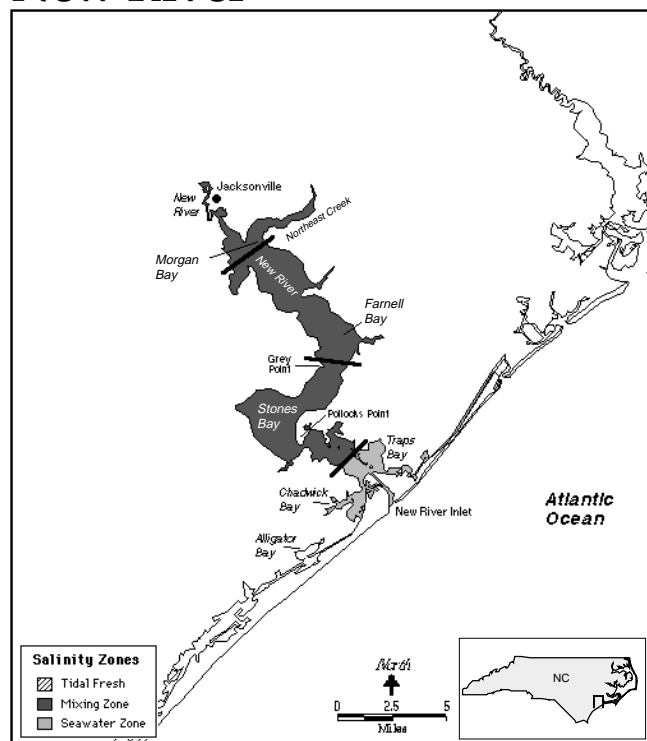 Jacksonville
New
River
Northeast Creek
Morgan
Bay
New River
Farnell
Bay
Grey
Point
Stones
Bay
Pollocks Point
Traps
Bay
Chadwick
Bay
New River Inlet
Atlantic
Ocean
Alligator
Bay
Salinity Zones
Tidal Fresh
Mixing Zone
Seawater Zone
North
0 2.5 5
Miles
NC